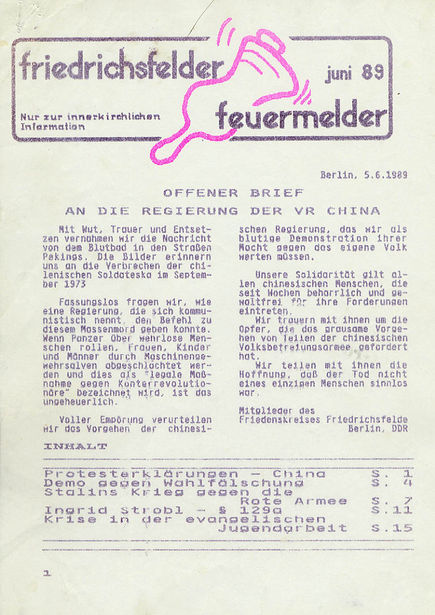 friedrichsfelder
juni 89
feuermelder
Nur zur innerkirchlichen
Information
Berlin, 5.6.1989
OFFENER BRIEF
AN DIE REGIERUNG DER VR CHINA
Mit Wut, Trauer und Entset-
zen vernahmen wir die Nachricht
von dem Blutbad in den Straßen
Pekings. Die Bilder erinnern
uns an die Verbrechen der chi-
lenischen Soldateska im Septem-
ber 1973
Fassungslos fragen wir, wie
eine Regierung, die sich kommu-
nistisch nennt, den Befehl zu
diesem Massenmord geben konnte.
Wenn Panzer über wehrlose Men-
schen rollen, Frauen, Kinder
und Männer durch Maschinenge-
wehrsalven abgeschlachtet wer-
den und dies als "legale Maß-
nahme gegen Konterrevolutio-
näre" bezeichnet wird, ist das
ungeheuerlich.
Voller Empörung verurteilen
wir das Vorgehen der chinesi-
schen Regierung, das wir als
blutige Demonstration ihrer
Macht gegen das eigene Volk
werten müssen.
Unsere Solidarität gilt al-
len chinesischen Menschen, die
seit Wochen beharrlich und ge-
waltfrei für ihre Forderungen
eintreten.
Wir trauern mit ihnen um die
Opfer, die das grausame Vorge-
hen von Teilen der chinesischen
Volksbefreiungsarmee gefordert
hat.
Wir teilen mit ihnen die
Hoffnung, daß der Tod nicht
eines einzigen Menschen sinnlos
war.
Mitglieder des
Friedenskreises Friedrichsfelde
Berlin, DDR
INHALT
Protesterklärungen – China S. 1
Demo gegen Wahlfälschung S. 4
Stalins Krieg gegen die
Rote Armee S. 7
Ingrid Strobl – § 129a S.11
Krise in der evangelischen
Jugendarbeit S.15
1